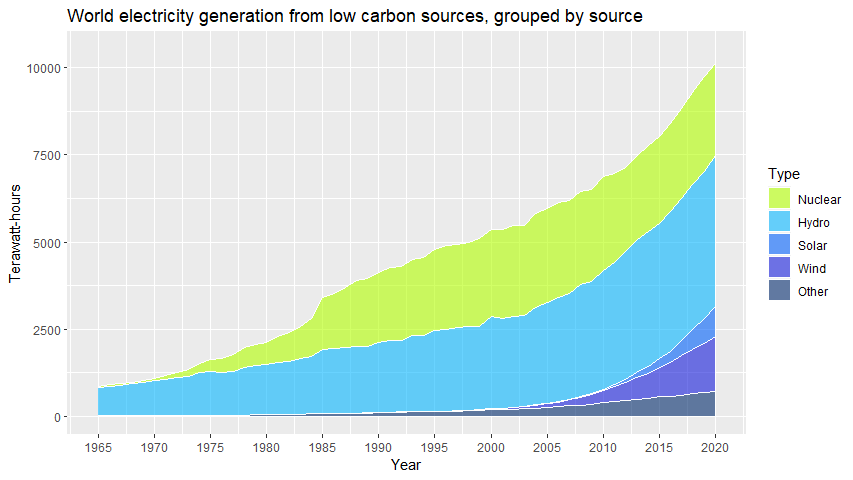 World electricity generation from low carbon sources, grouped by source
Terawatt-hours
10000
7500
5000
2500
0
1965 1970 1975 1980 1985 1990 1995 2000 2005 2010 2015 2020
Year
Type
Nuclear
Hydro
Solar
Wind
Other